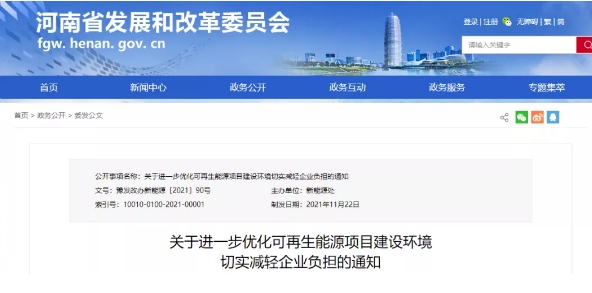 河南省发展和改革委员会
fgw. henan. gov. cn
登录 | 注册 无障碍 | 繁 | 简
请输入关键字
首页 新闻中心 政务公开 政务互动 政务服务 专题集萃
首页 > 政务公开 > 委发公文
公开事项名称：关于进一步优化可再生能源项目建设环境切实减轻企业负担的通知
文号：豫发改办新能源〔2021〕90号 主办单位：新能源处
索引号：10010-0100-2021-00001 制发日期：2021年11月22日
关于进一步优化可再生能源项目建设环境
切实减轻企业负担的通知